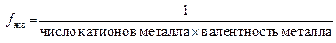 fэкв = 1
число катионов металла×валентность металла